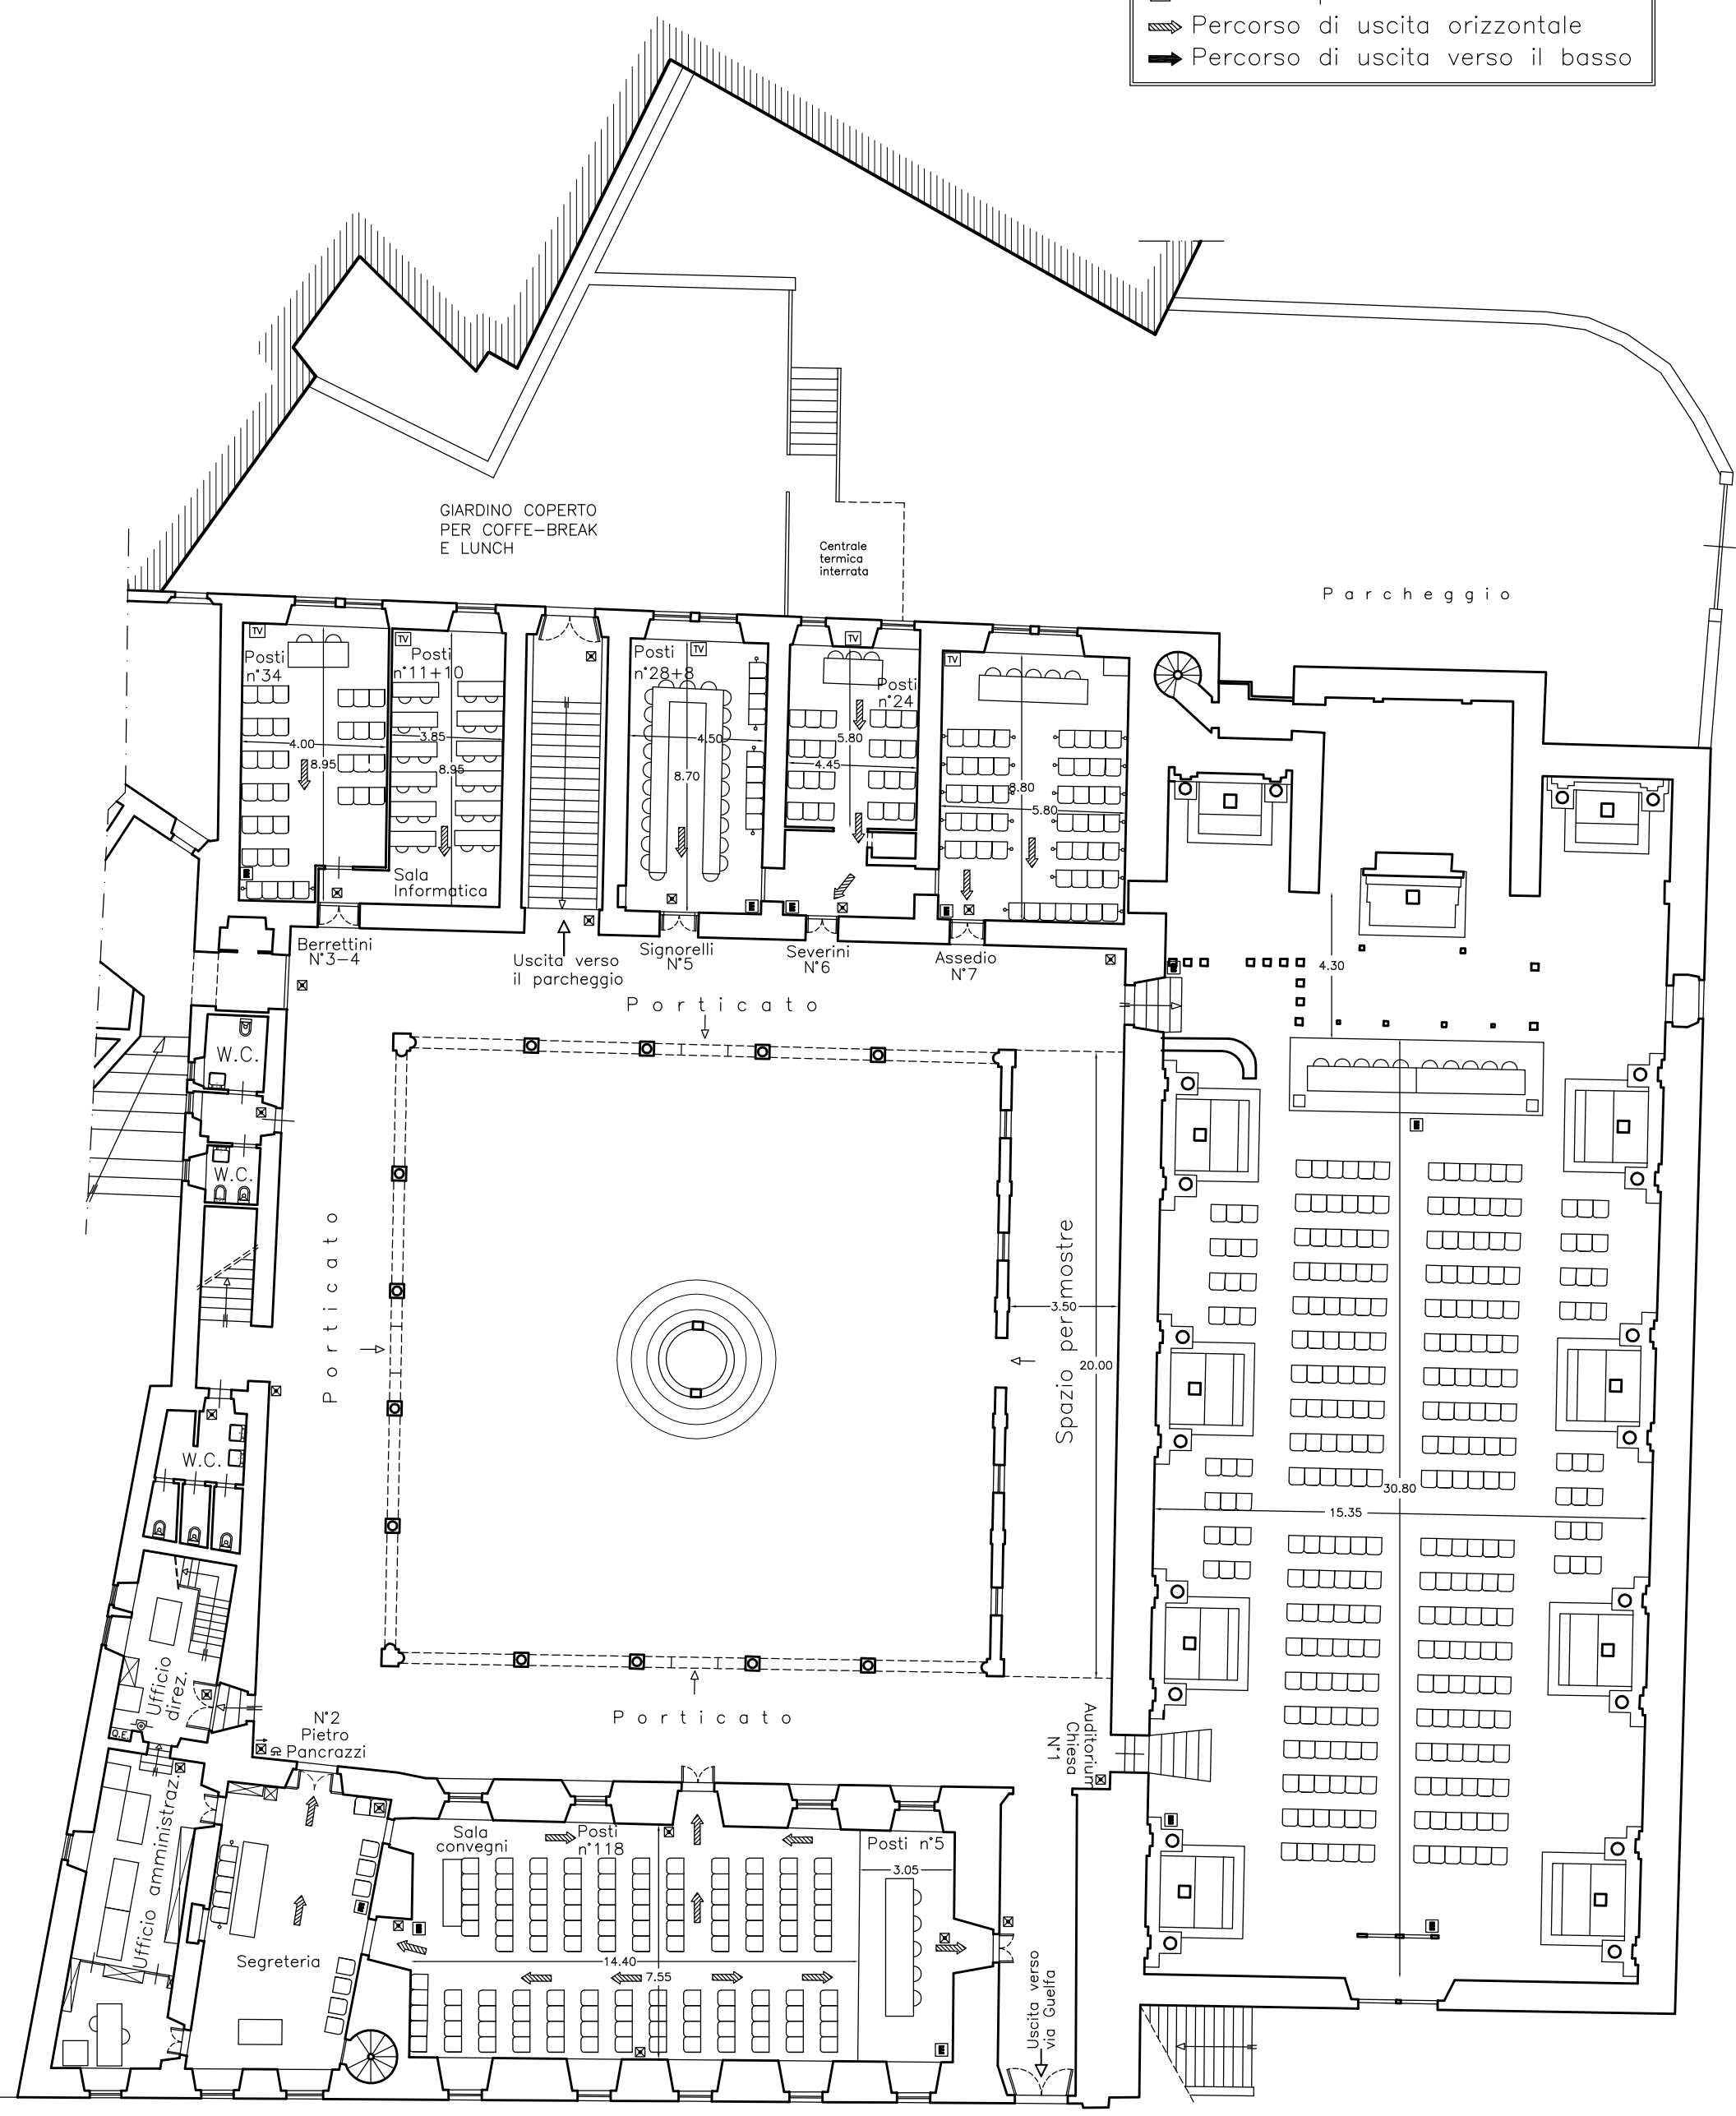 Percorso di uscita orizzontale
Percorso di uscita verso il basso
GIARDINO COPERTO
PER COFFE-BREAK
E LUNCH
Centrale
termica
interrata
Parcheggio
TV
Posti
n°34
4.00
8.95
TV
Posti
n°11+10
3.85
8.95
Sala
Informatica
Posti
n°28+8
TV
4.50
8.70
TV
Posti
n°24
5.80
4.45
TV
8.80
5.80
Berrettini
N°3-4
Uscita verso
il parcheggio
Signorelli
N°5
Severini
N°6
Assedio
N°7
4.30
Porticato
W.C.
W.C.
Porticato
Spazio per mostre
3.50
20.00
W.C.
30.80
15.35
Ufficio
direz.
Q.E.
N°2
Pietro
Pancrazzi
Porticato
Auditorium
Chiesa
N°1
Ufficio amministraz.
Segreteria
Sala
convegni
Posti
n°118
Posti n°5
3.05
14.40
7.55
Uscita verso
via Guelfa